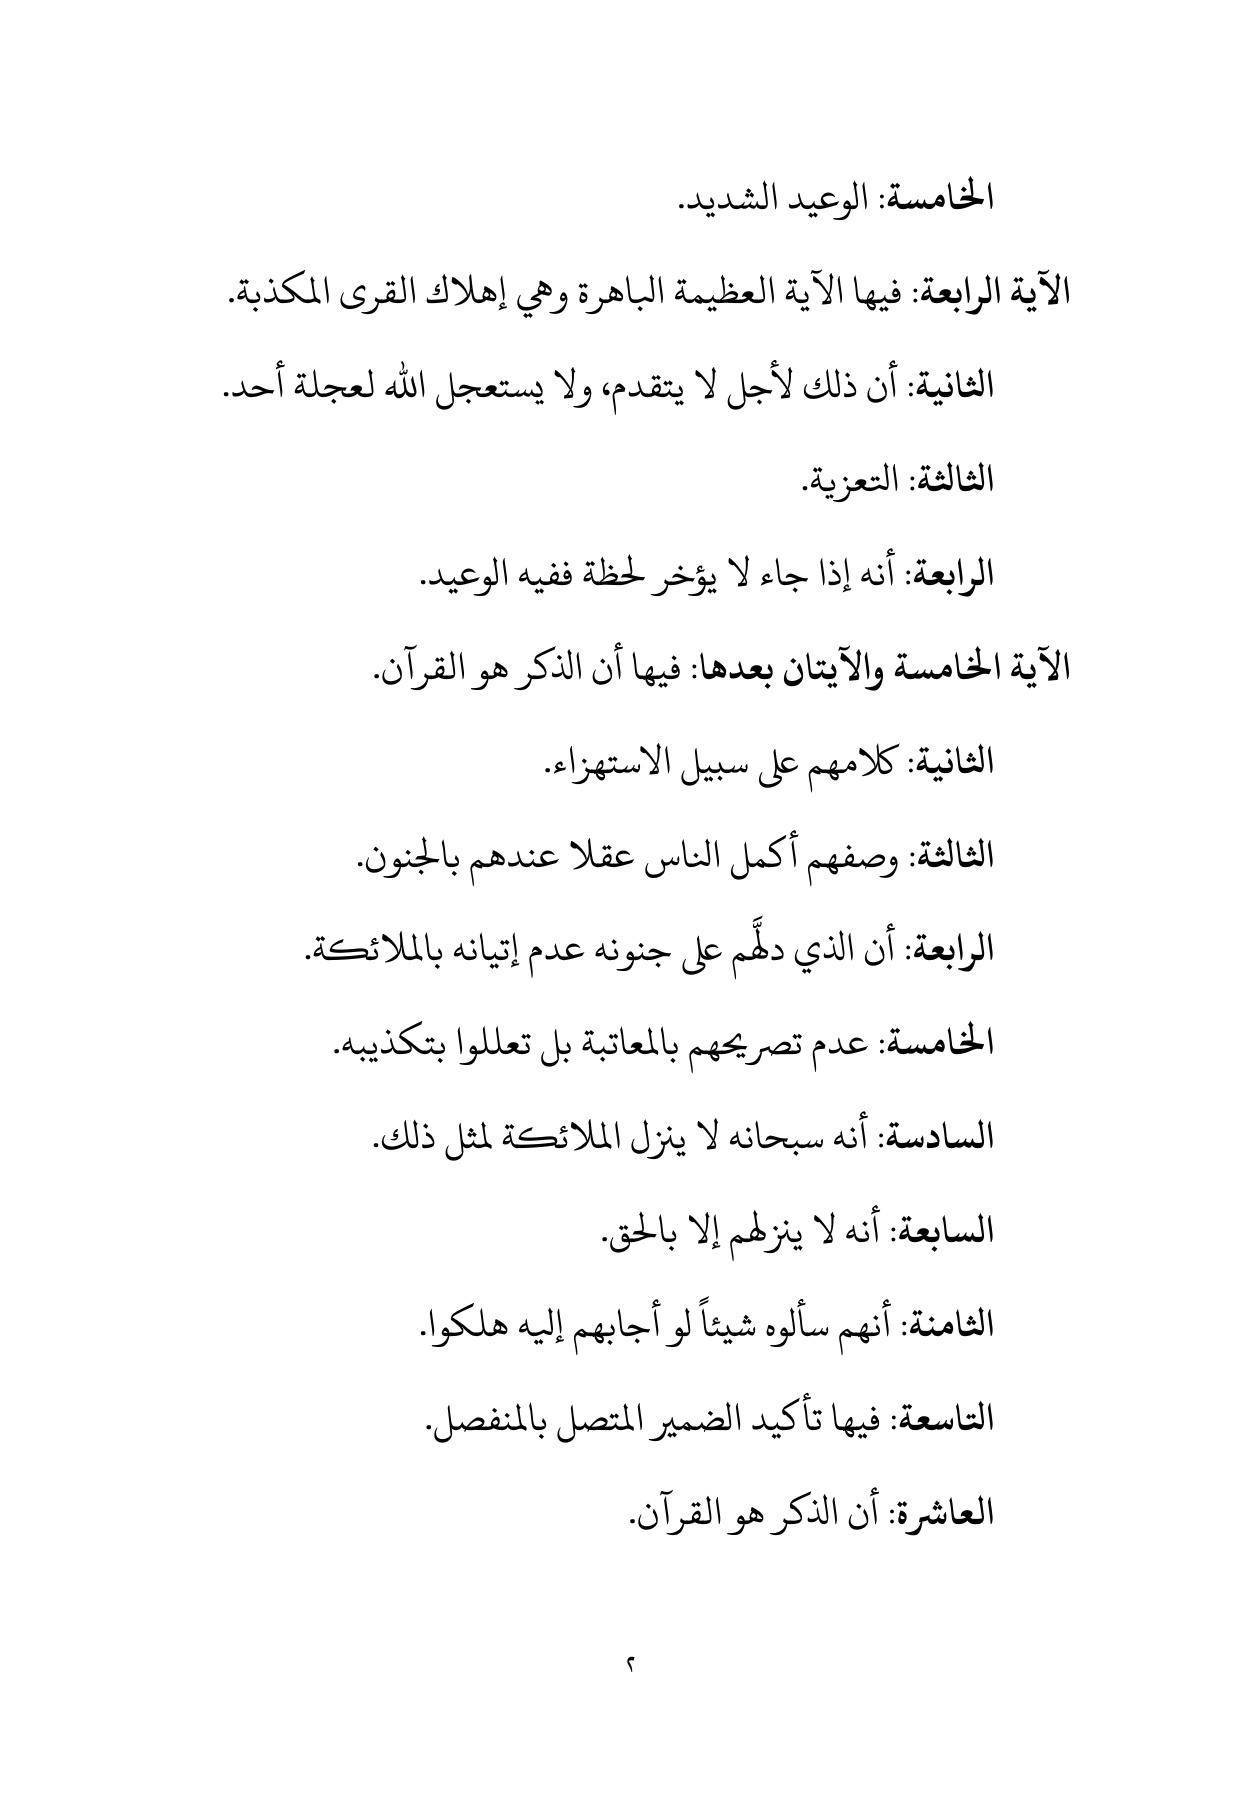 الخامسة: الوعيد الشديد.
الآية الرابعة: فيها الآية العظيمة الباهرة وهي إهلاك القرى المكذبة.
الثانية: أن ذلك لأجل لا يتقدم، ولا يستعجل الله لعجلة أحد.
الثالثة: التعزية.
الرابعة: أنه إذا جاء لا يؤخر لحظة ففيه الوعيد.
الآية الخامسة والآيتان بعدها: فيها أن الذكر هو القرآن.
الثانية: كلامهم على سبيل الاستهزاء.
الثالثة: وصفهم أكمل الناس عقلا عندهم بالجنون.
الرابعة: أن الذي دلَّهم على جنونه عدم إتيانه بالملائكة.
الخامسة: عدم تصريحهم بالمعاتبة بل تعللوا بتكذيبه.
السادسة: أنه سبحانه لا ينزل الملائكة لمثل ذلك.
السابعة: أنه لا ينزلهم إلا بالحق.
الثامنة: أنهم سألوه شيئاً لو أجابهم إليه هلكوا.
التاسعة: فيها تأكيد الضمير المتصل بالمنفصل.
العاشرة: أن الذكر هو القرآن.
٢